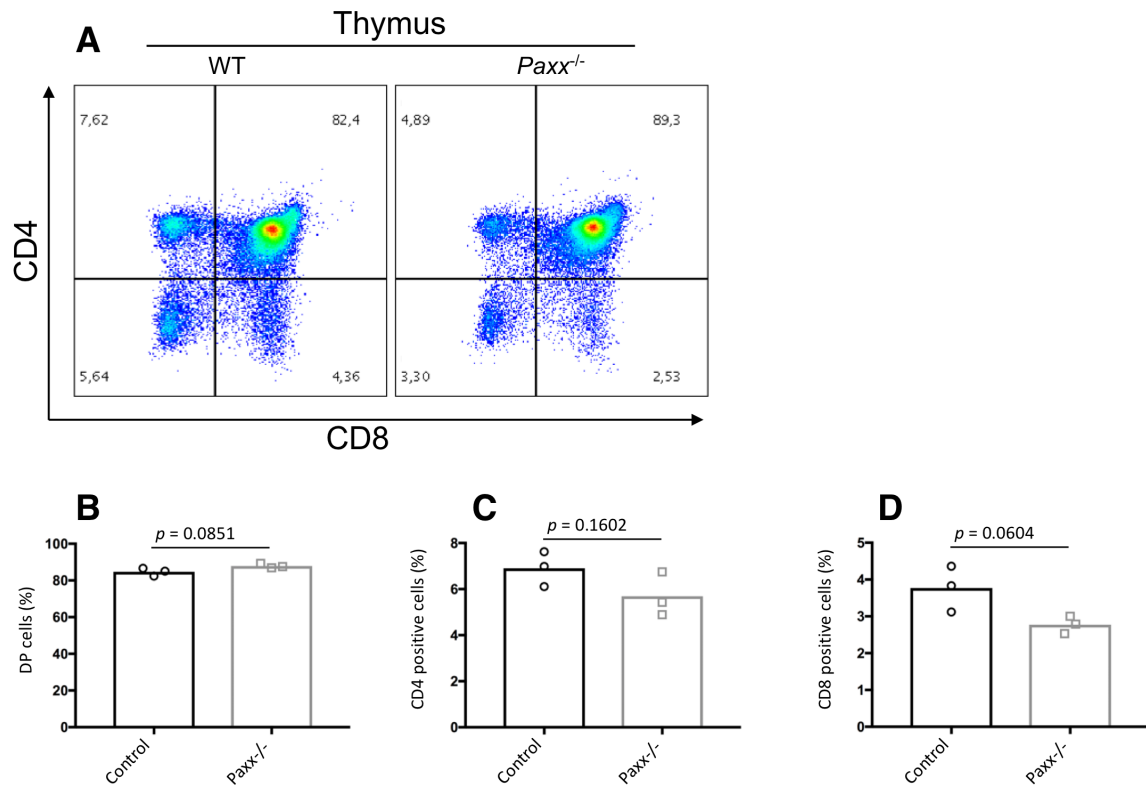 A
Thymus
WT
Paxx-/-
7,62
82,4
4,89
89,3
CD4
5,64
4,36
3,30
2,53
CD8
B
p = 0.0851
100
80
60
40
20
0
DP cells (%)
Control
Paxx-/-
C
p = 0.1602
8
6
4
2
0
CD4 positive cells (%)
Control
Paxx-/-
D
p = 0.0604
5
4
3
2
1
0
CD8 positive cells (%)
Control
Paxx-/-